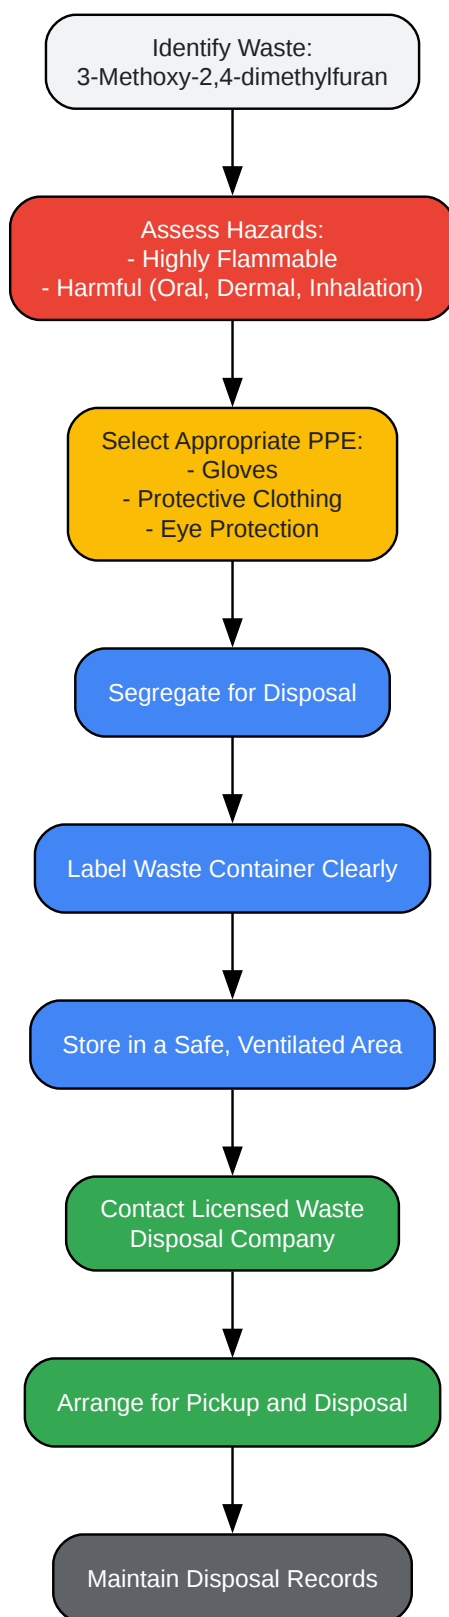 Identify Waste:
3-Methoxy-2,4-dimethylfuran
Assess Hazards:
- Highly Flammable
- Harmful (Oral, Dermal, Inhalation)
Select Appropriate PPE:
- Gloves
- Protective Clothing
- Eye Protection
Segregate for Disposal
Label Waste Container Clearly
Store in a Safe, Ventilated Area
Contact Licensed Waste
Disposal Company
Arrange for Pickup and Disposal
Maintain Disposal Records